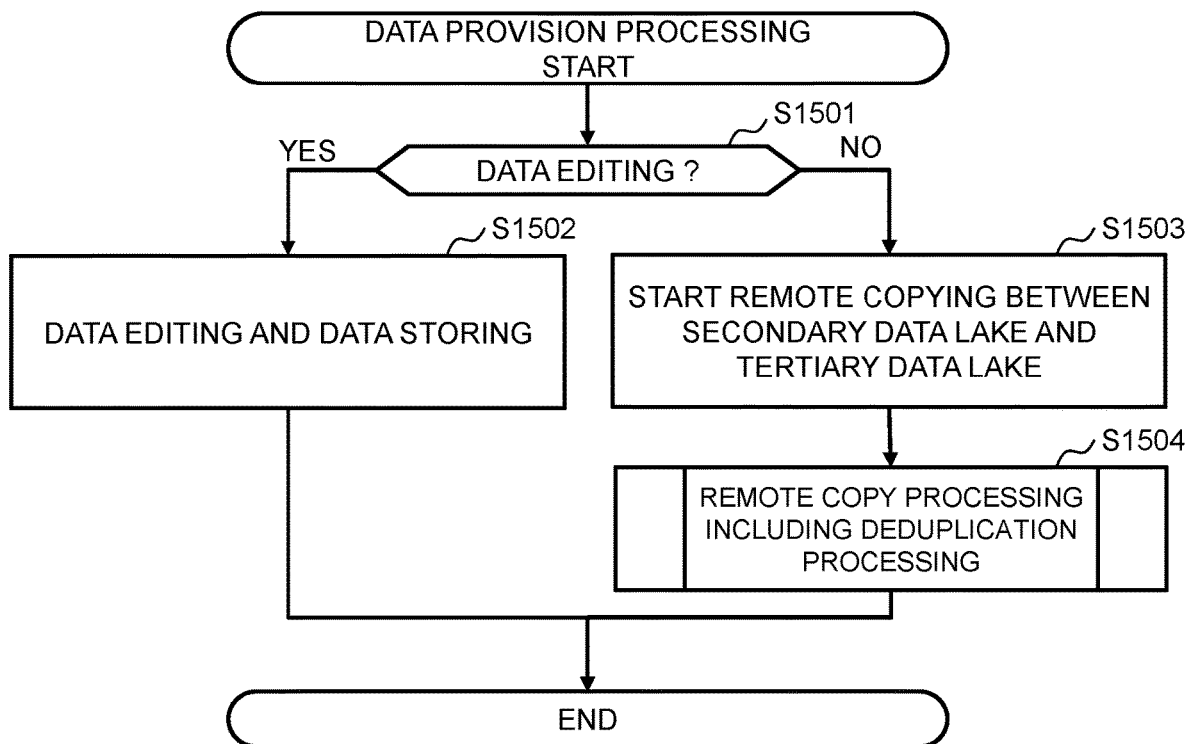 DATA PROVISION PROCESSING
START
S1501
YES
DATA EDITING ?
NO
S1502
DATA EDITING AND DATA STORING
S1503
START REMOTE COPYING BETWEEN
SECONDARY DATA LAKE AND
TERTIARY DATA LAKE
S1504
REMOTE COPY PROCESSING
INCLUDING DEDUPLICATION
PROCESSING
END